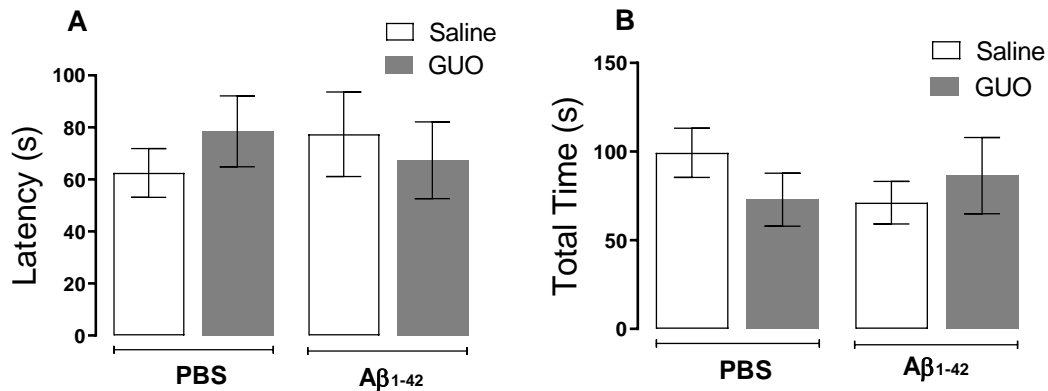 A
Saline
GUO
Latency (s)
100
80
60
40
20
0
PBS
Aβ1-42
B
Saline
GUO
Total Time (s)
150
100
50
0
PBS
Aβ1-42